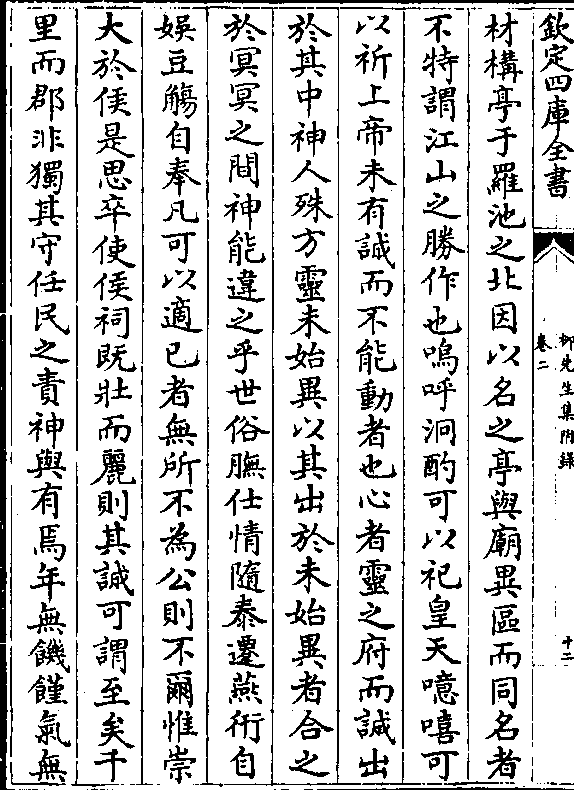 欽定四庫全書
柳先生集附録
卷二
十二
材構亭于羅池之北因以名之亭與廟異區而同名者
不特謂江山之勝作也嗚呼泂酌可以祀皇天噫嘻可
以祈上帝未有誠而不能動者也心者靈之府而誠出
於其中神人殊方靈未始異以其出於未始異者合之
於冥冥之間神能違之乎世俗膴仕情隨泰遷燕衎自
娛豆觴自奉凡可以適已者無所不為公則不爾惟崇
大於侯是思卒使侯祠既壯而麗則其誠可謂至矣千
里而郡非獨其守任民之責神與有焉年無饑饉氣無